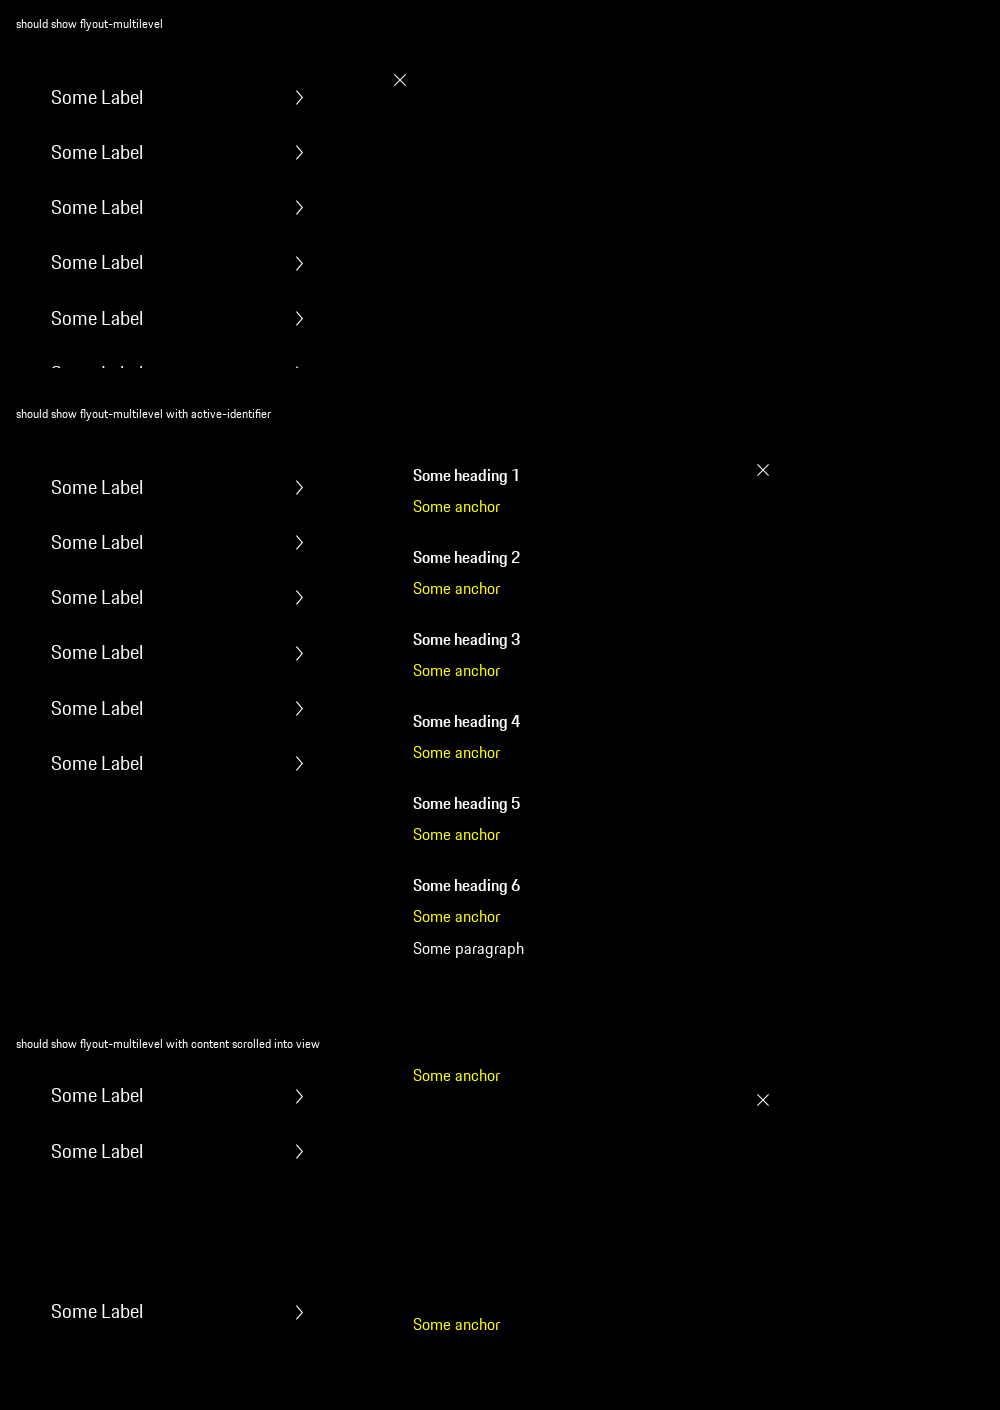 should show flyout-multilevel
Some Label
Some Label
Some Label
Some Label
Some Label
should show flyout-multilevel with active-identifier
Some Label
Some Label
Some Label
Some Label
Some Label
Some Label
Some heading 1
Some anchor
Some heading 2
Some anchor
Some heading 3
Some anchor
Some heading 4
Some anchor
Some heading 5
Some anchor
Some heading 6
Some anchor
Some paragraph
should show flyout-multilevel with content scrolled into view
Some Label
Some Label
Some Label
Some anchor
Some anchor